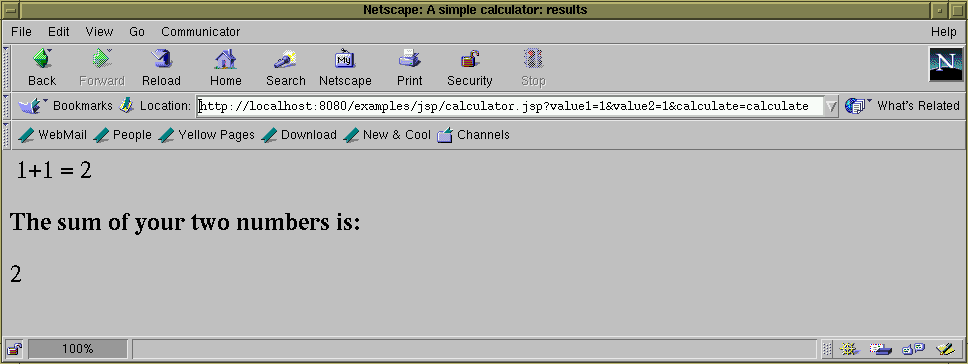 Netscape: A simple calculator: results
File Edit View Go Communicator Help
Back Forward Reload Home Search My Netscape Print Security Stop N
Bookmarks Location: http://localhost:8080/examples/jsp/calculator.jsp?value1=1&value2=1&calculate=calculate What's Related
WebMail People Yellow Pages Download New & Cool Channels
1+1 = 2
The sum of your two numbers is:
2
100%